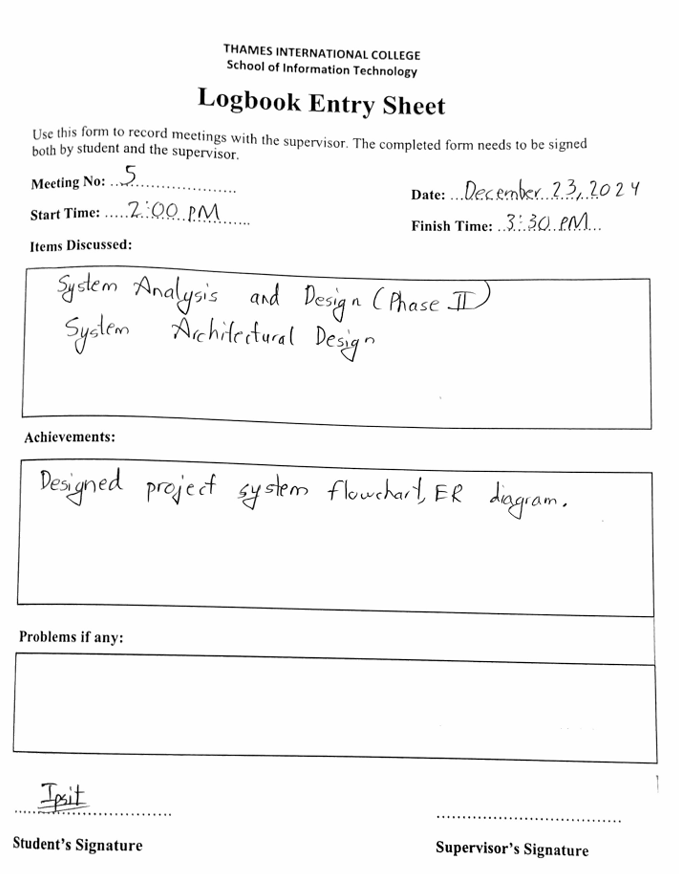 THAMES INTERNATIONAL COLLEGE
School of Information Technology
Logbook Entry Sheet
Use this form to record meetings with the supervisor. The completed form needs to be signed
both by student and the supervisor.
Meeting No: ...5...................
Date: ...December 23, 2024
Start Time: .....2:00 PM.......
Finish Time: ..3:30 PM...
Items Discussed:
System Analysis and Design (Phase II)
System Architectural Design
Achievements:
Designed project system flowchart, ER diagram.
Problems if any:
Ipsit
Student's Signature
Supervisor's Signature